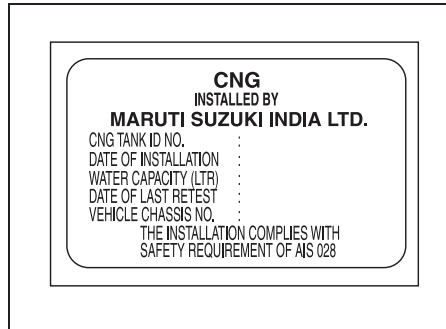 CNG
INSTALLED BY
MARUTI SUZUKI INDIA LTD.
CNG TANK ID NO. :
DATE OF INSTALLATION :
WATER CAPACITY (LTR) :
DATE OF LAST RETEST :
VEHICLE CHASSIS NO. :
THE INSTALLATION COMPLIES WITH
SAFETY REQUIREMENT OF AIS 028